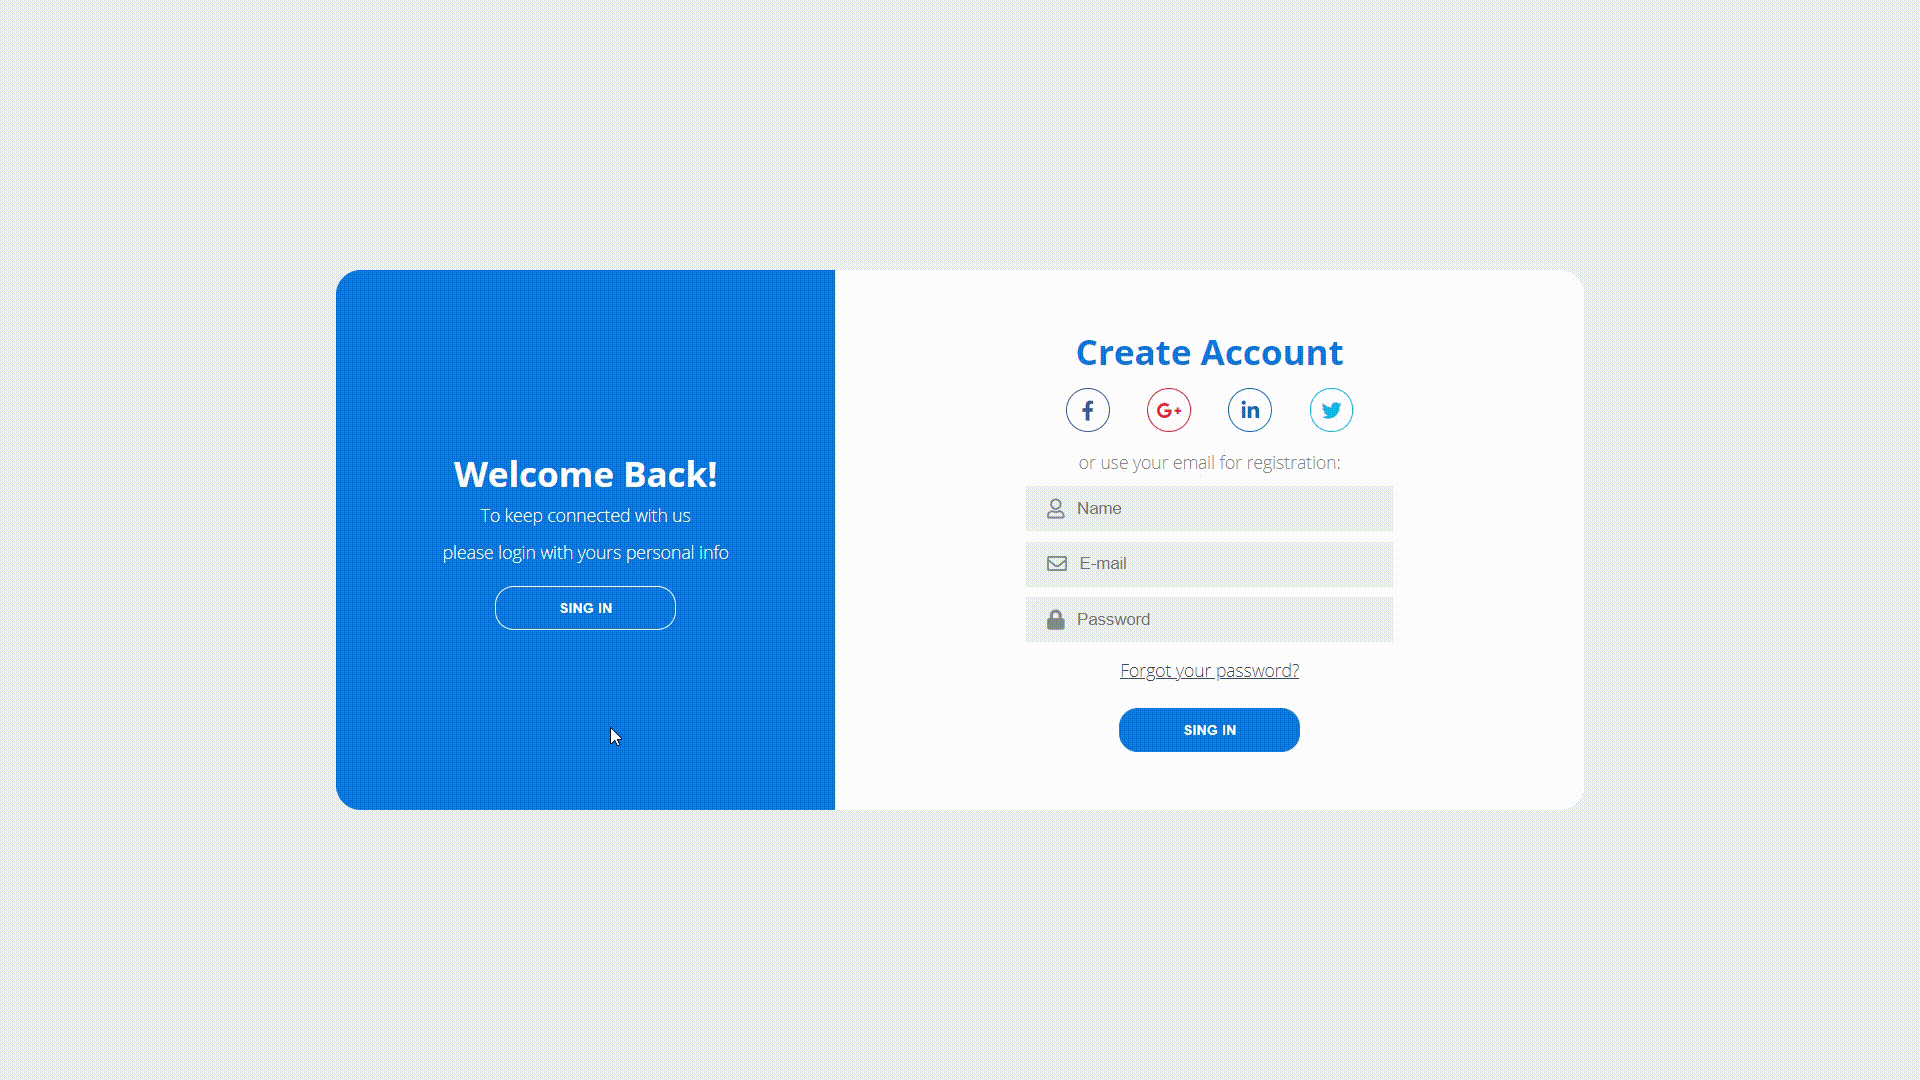 Welcome Back!
To keep connected with us
please login with yours personal info
SING IN
Create Account
or use your email for registration:
Name
E-mail
Password
Forgot your password?
SING IN